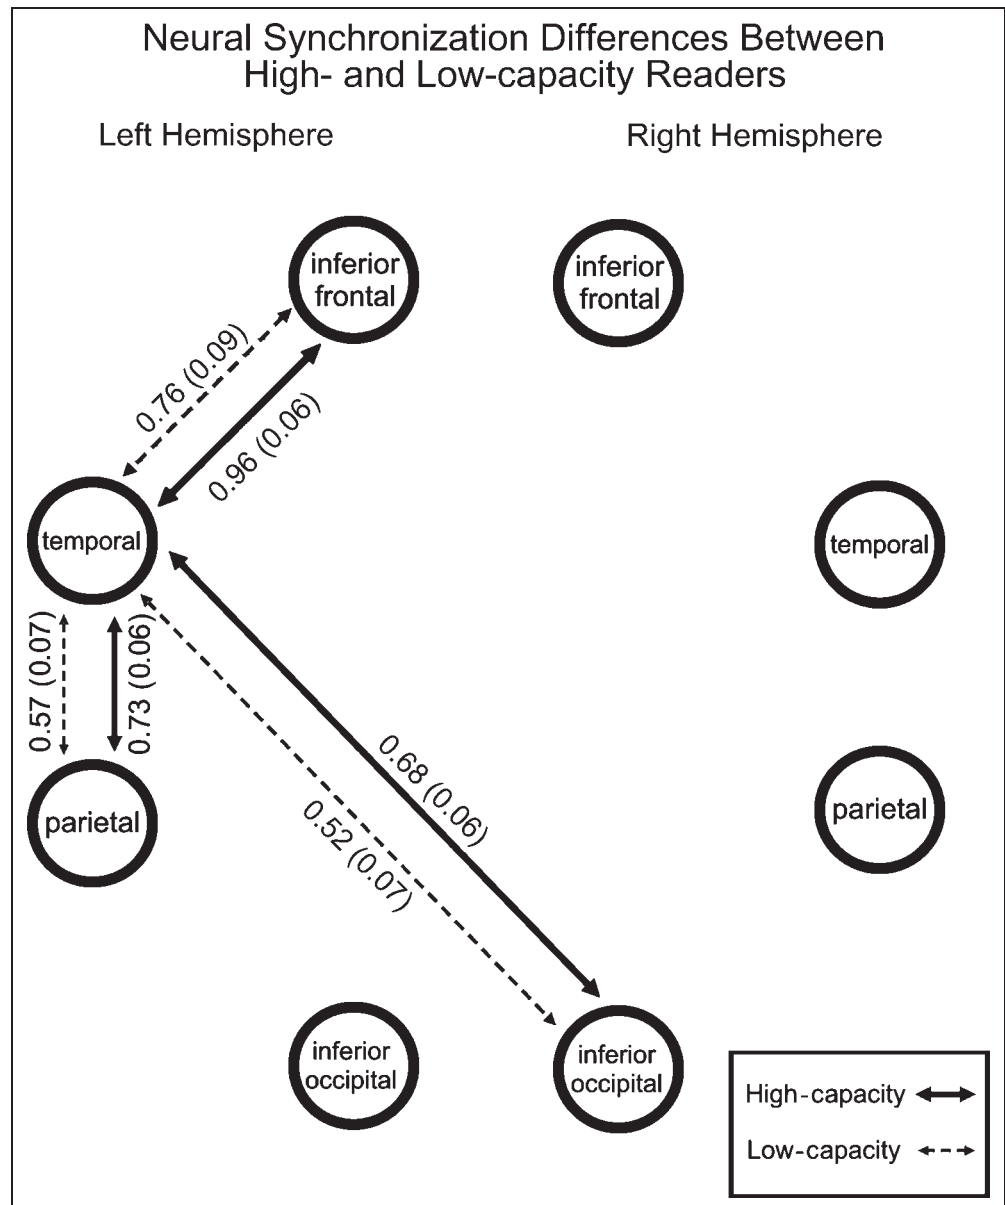 Neural Synchronization Differences Between
High- and Low-capacity Readers
Left Hemisphere
Right Hemisphere
inferior
frontal
inferior
frontal
0.76 (0.09)
0.96 (0.06)
temporal
temporal
0.57 (0.07)
0.73 (0.06)
0.68 (0.06)
0.52 (0.07)
parietal
parietal
inferior
occipital
inferior
occipital
High-capacity
Low-capacity